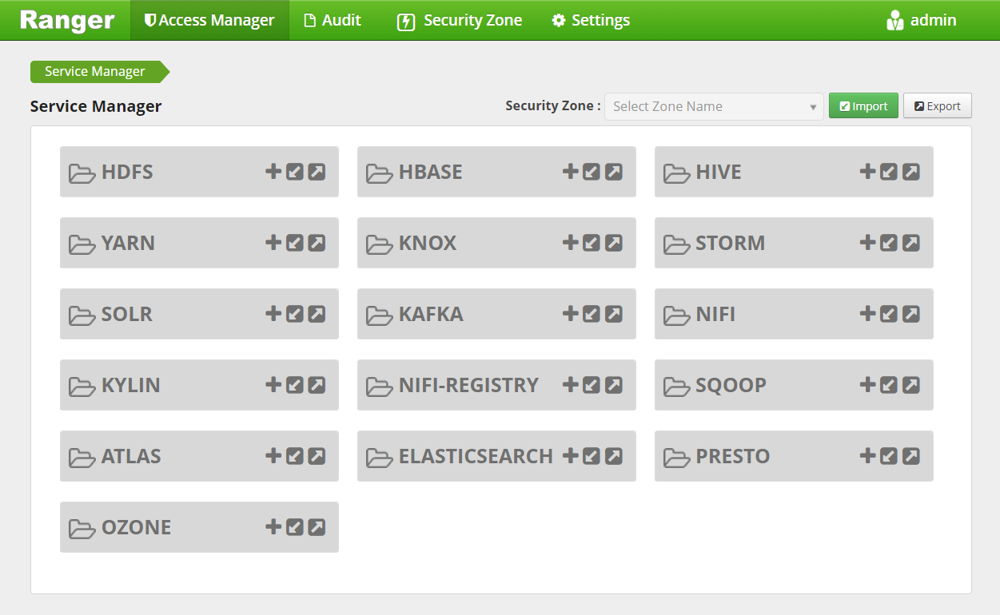 Ranger Access Manager Audit Security Zone Settings admin
Service Manager
Service Manager Security Zone : Select Zone Name Import Export
HDFS HBASE HIVE
YARN KNOX STORM
SOLR KAFKA NIFI
KYLIN NIFI-REGISTRY SQOOP
ATLAS ELASTICSEARCH PRESTO
OZONE